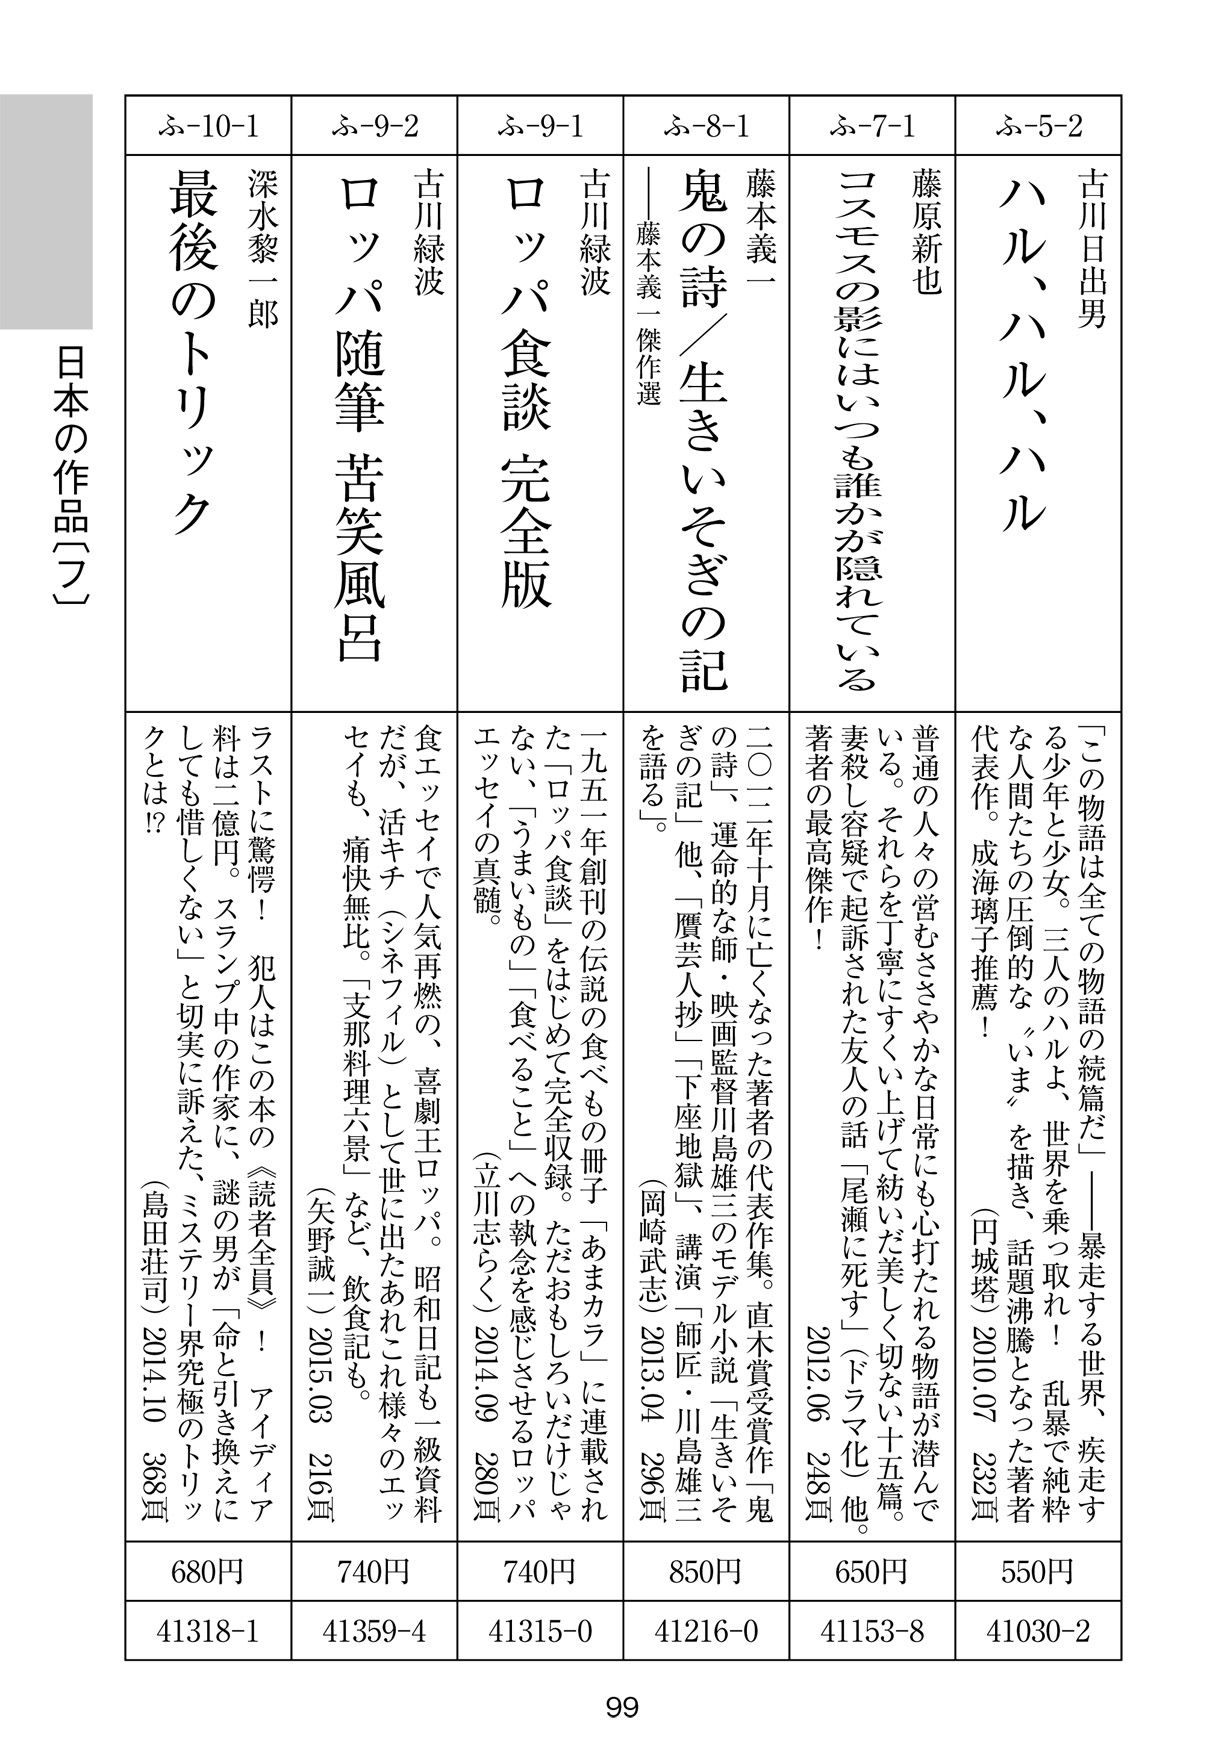 ふ-5-2
古川日出男
ハル、ハル、ハル
「この物語は全ての物語の続篇だ」――暴走する世界、疾走す
る少年と少女。三人のハルよ、世界を乗っ取れ！　乱暴で純粋
な人間たちの圧倒的な〝いま〟を描き、話題沸騰となった著者
代表作。成海璃子推薦！
（円城塔）2010.07　232頁
550円
41030-2
ふ-7-1
藤原新也
コスモスの影にはいつも誰かが隠れている
普通の人々の営むささやかな日常にも心打たれる物語が潜んで
いる。それらを丁寧にすくい上げて紡いだ美しく切ない十五篇。
妻殺し容疑で起訴された友人の話「尾瀬に死す」（ドラマ化）他。
著者の最高傑作！
2012.06　248頁
650円
41153-8
ふ-8-1
藤本義一
鬼の詩／生きいそぎの記
――藤本義一傑作選
二〇一二年十月に亡くなった著者の代表作集。直木賞受賞作「鬼
の詩」、運命的な師・映画監督川島雄三のモデル小説「生きいそ
ぎの記」他、「贋芸人抄」「下座地獄」、講演「師匠・川島雄三
を語る」。
（岡崎武志）2013.04　296頁
850円
41216-0
ふ-9-1
古川緑波
ロッパ食談 完全版
一九五一年創刊の伝説の食べもの冊子「あまカラ」に連載され
た「ロッパ食談」をはじめて完全収録。ただおもしろいだけじゃ
ない、「うまいもの」「食べること」への執念を感じさせるロッパ
エッセイの真髄。
（立川志らく）2014.09　280頁
740円
41315-0
ふ-9-2
古川緑波
ロッパ随筆 苦笑風呂
食エッセイで人気再燃の、喜劇王ロッパ。昭和日記も一級資料
だが、活キチ（シネフィル）として世に出たあれこれ様々のエッ
セイも、痛快無比。「支那料理六景」など、飲食記も。
（矢野誠一）2015.03　216頁
740円
41359-4
ふ-10-1
深水黎一郎
最後のトリック
ラストに驚愕！　犯人はこの本の《読者全員》！　アイディア
料は二億円。スランプ中の作家に、謎の男が「命と引き換えに
しても惜しくない」と切実に訴えた、ミステリー界究極のトリッ
クとは!?
（島田荘司）2014.10　368頁
680円
41318-1
日本の作品〔フ〕
99